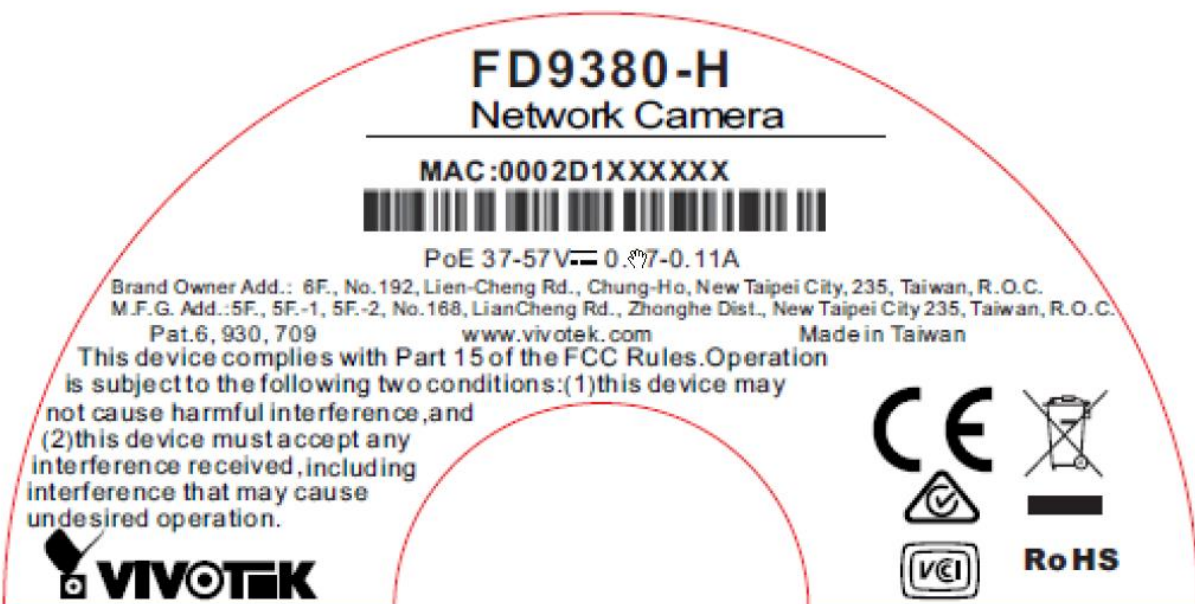 FD9380-H
Network Camera
MAC:0002D1XXXXXX
PoE 37-57V 7-0.11A
Brand Owner Add.: 6F., No.192, Lien-Cheng Rd., Chung-Ho, New Taipei City, 235, Taiwan, R.O.C.
M.F.G. Add.:5F., 5F.-1, 5F.-2, No.168, LianCheng Rd., Zhonghe Dist., New Taipei City 235, Taiwan, R.O.C.
Pat.6, 930, 709 www.vivotek.com Made in Taiwan
This device complies with Part 15 of the FCC Rules.Operation
is subject to the following two conditions:(1)this device may
not cause harmful interference,and
(2)this device must accept any
interference received,including
interference that may cause
undesired operation.
CE
VCI
RoHS
VIVOTEK